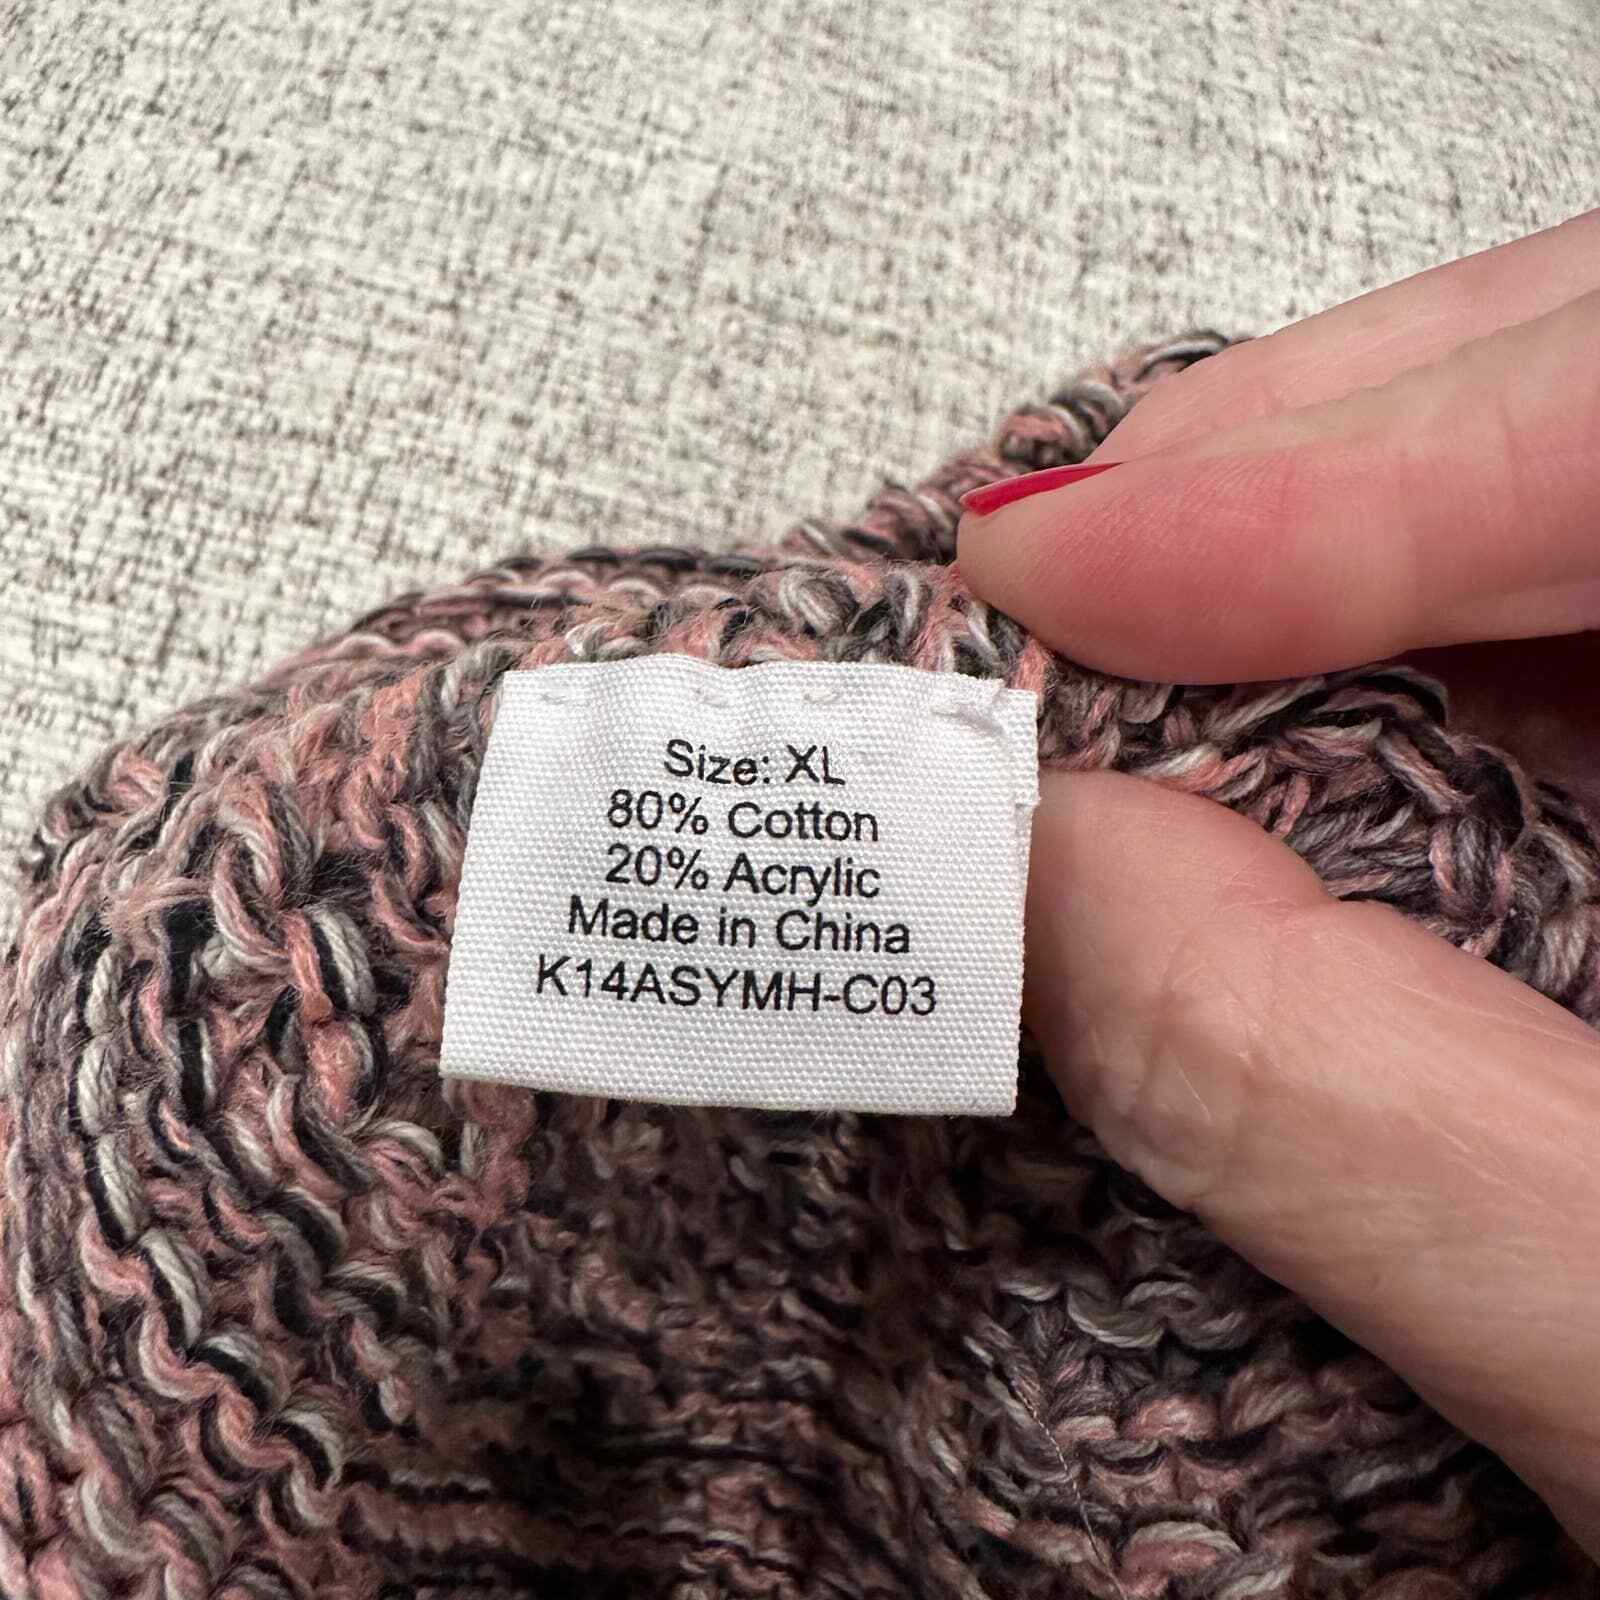 Size: XL
80% Cotton
20% Acrylic
Made in China
K14ASYMH-C03